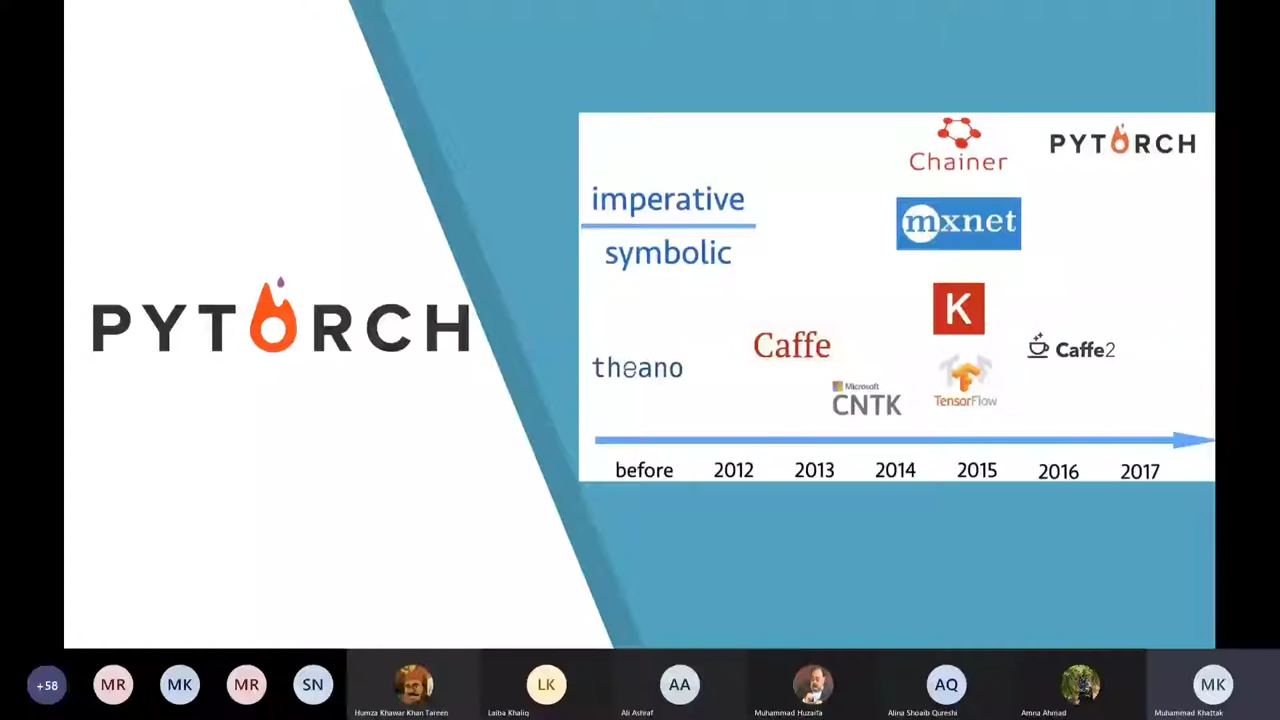 PYTORCH
Chainer
PYTORCH
imperative
mxnet
symbolic
K
Caffe
Caffe2
theano
Microsoft
CNTK
TensorFlow
before 2012 2013 2014 2015 2016 2017
+58 MR MK MR SN LK AA AQ MK
Humza Khawar Khan Tareen Laiba Khaliq Ali Ashraf Muhammad Huzaifa Alina Shoaib Qureshi Amna Ahmad Muhammad Khattak